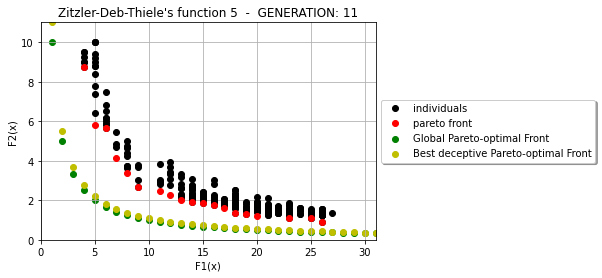 Zitzler-Deb-Thiele's function 5 - GENERATION: 11
10
8
6
4
2
0
F2(x)
0 5 10 15 20 25 30
F1(x)
individuals
pareto front
Global Pareto-optimal Front
Best deceptive Pareto-optimal Front